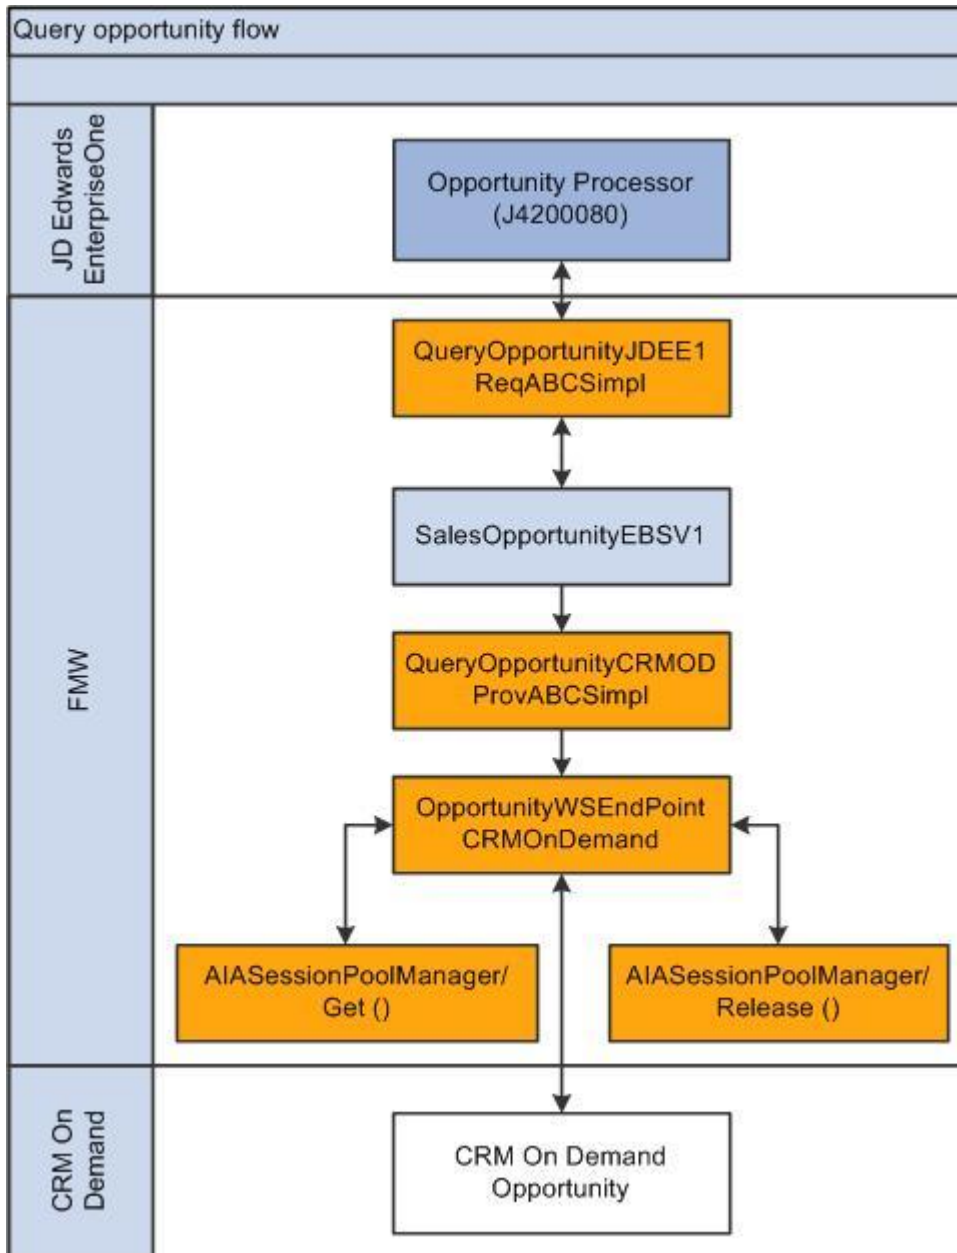 Query opportunity flow
JD Edwards
EnterpriseOne
Opportunity Processor
(J4200080)
FMW
QueryOpportunityJDEE1
ReqABCSimpl
SalesOpportunityEBSV1
QueryOpportunityCRMOD
ProvABCSimpl
OpportunityWSEndPoint
CRMOnDemand
AIASessionPoolManager/
Get ()
AIASessionPoolManager/
Release ()
CRM On
Demand
CRM On Demand
Opportunity